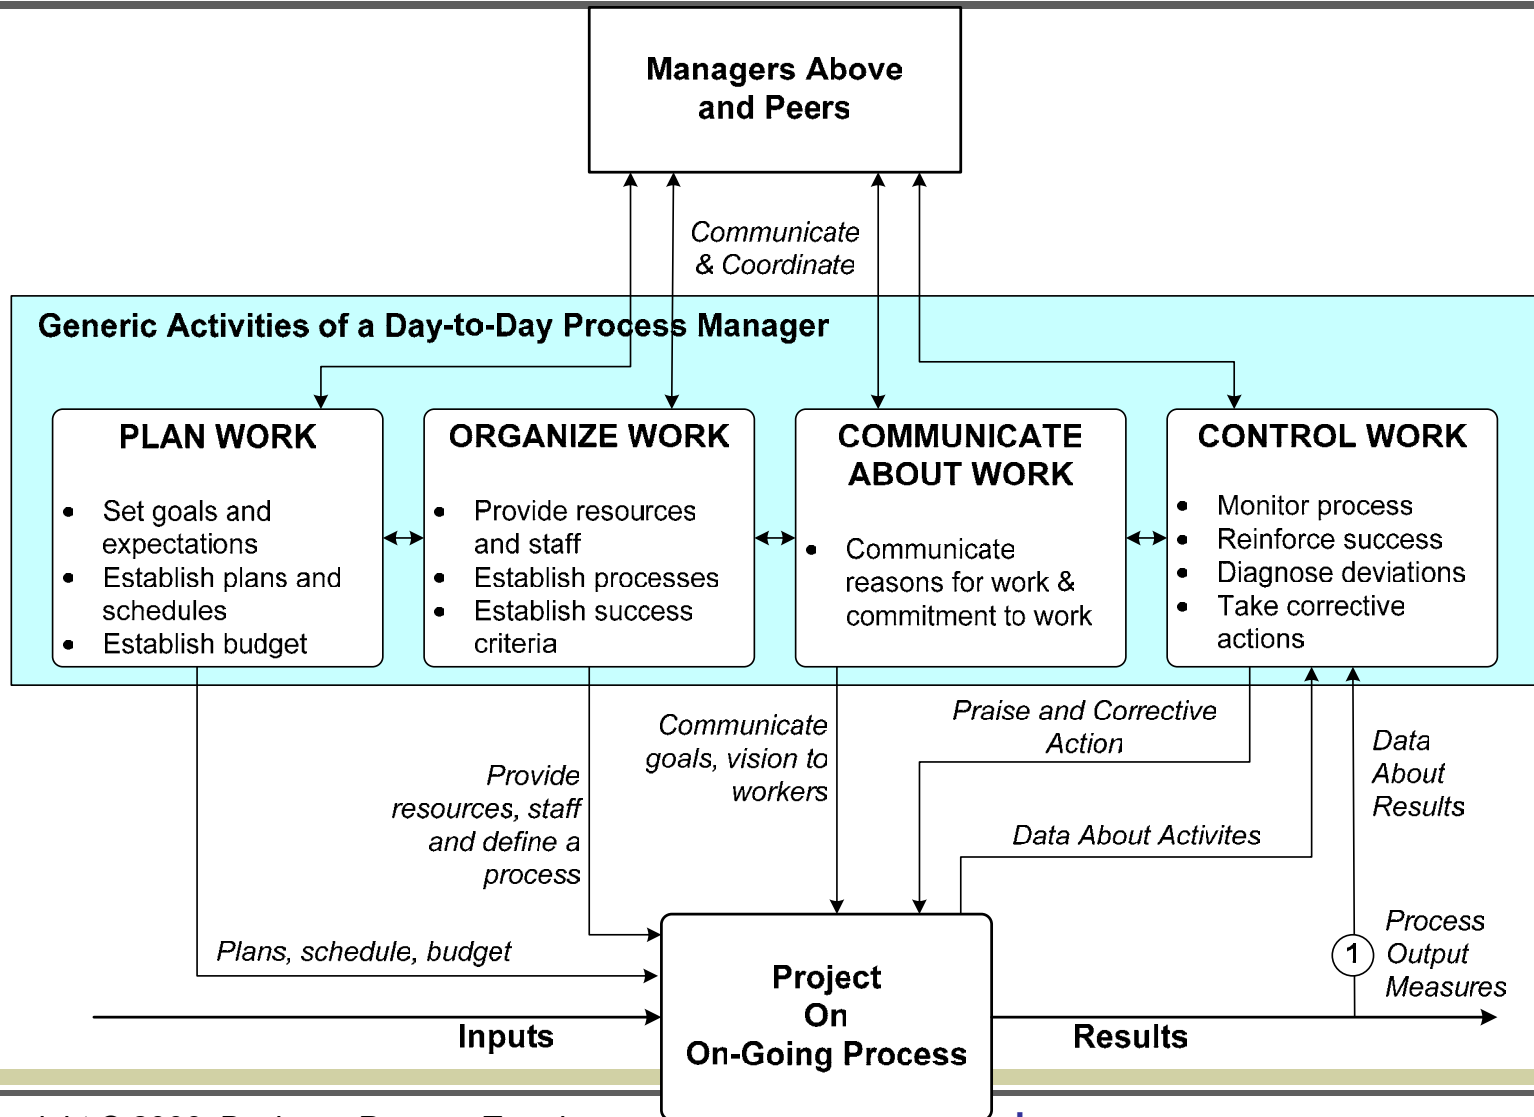 Managers Above
and Peers
Communicate
& Coordinate
Generic Activities of a Day-to-Day Process Manager
PLAN WORK
• Set goals and
expectations
• Establish plans and
schedules
• Establish budget
ORGANIZE WORK
• Provide resources
and staff
• Establish processes
• Establish success
criteria
COMMUNICATE
ABOUT WORK
• Communicate
reasons for work &
commitment to work
CONTROL WORK
• Monitor process
• Reinforce success
• Diagnose deviations
• Take corrective
actions
Communicate
goals, vision to
workers
Praise and Corrective
Action
Data
About
Results
Provide
resources, staff
and define a
process
Data About Activites
Plans, schedule, budget
1
Process
Output
Measures
Project
On
On-Going Process
Inputs
Results